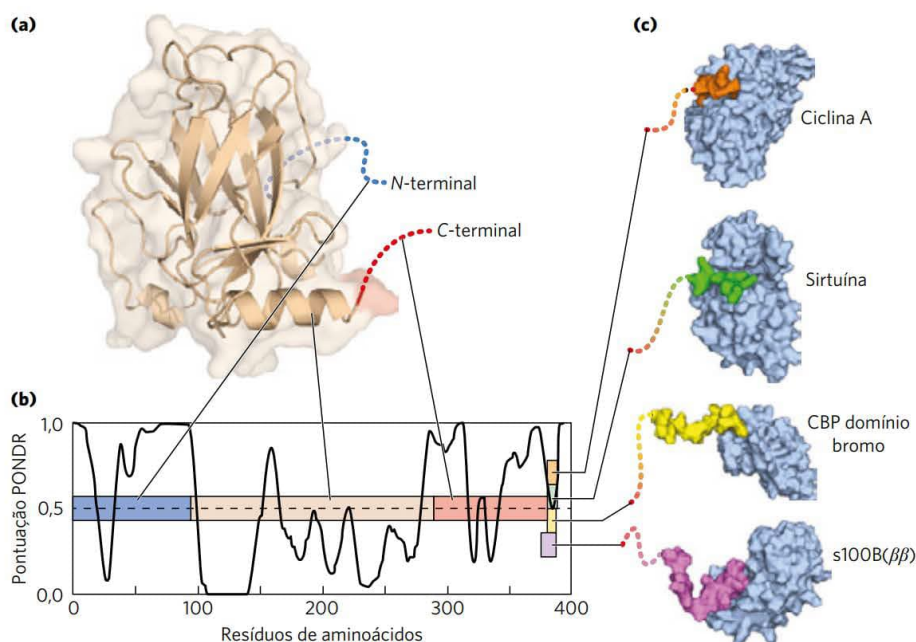 (a)
N-terminal
C-terminal
(b)
Pontuação PONDR
1,0
0,5
0,0
0
100
200
300
400
Resíduos de aminoácidos
(c)
Ciclina A
Sirtuína
CBP domínio
bromo
s100B(ββ)